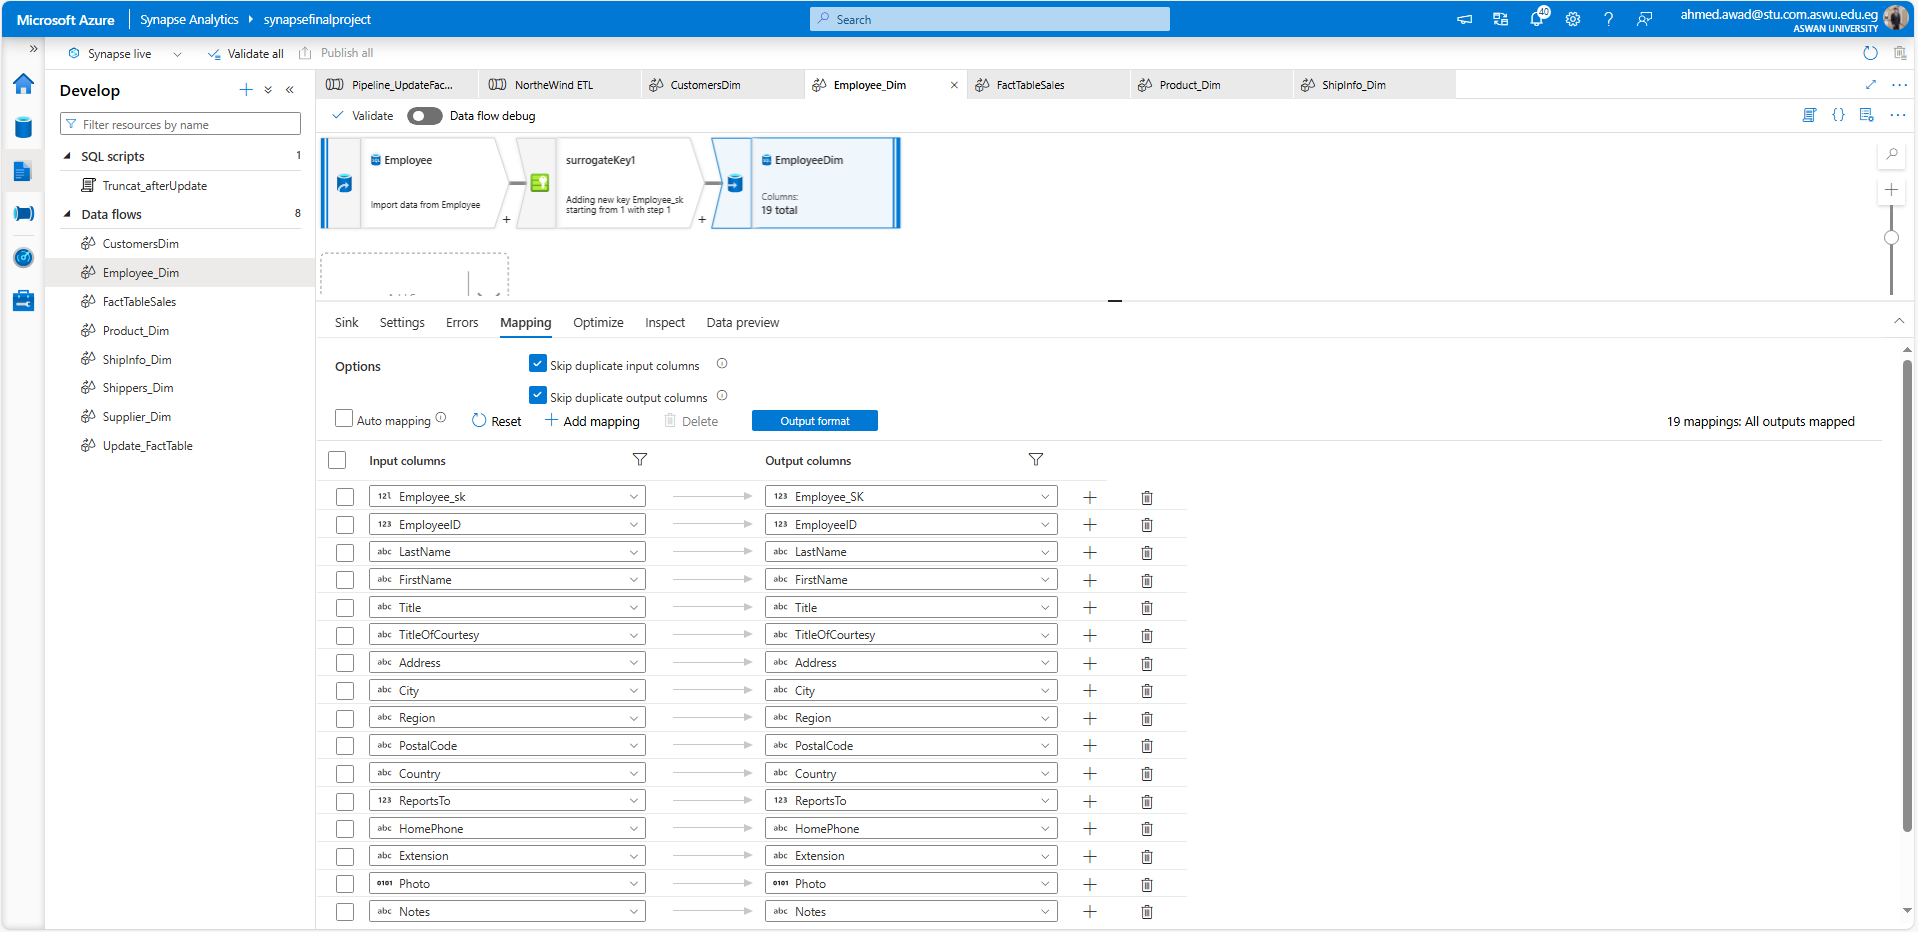 Microsoft Azure
Synapse Analytics
synapsefinalproject
Search
40
ahmed.awad@stu.com.aswu.edu.eg
ASWAN UNIVERSITY
Synapse live
Validate all
Publish all
Develop
Filter resources by name
SQL scripts 1
Truncat_afterUpdate
Data flows 8
CustomersDim
Employee_Dim
FactTableSales
Product_Dim
ShipInfo_Dim
Shippers_Dim
Supplier_Dim
Update_FactTable
Pipeline_UpdateFac...
NortheWind ETL
CustomersDim
Employee_Dim
FactTableSales
Product_Dim
ShipInfo_Dim
Validate
Data flow debug
Employee
Import data from Employee
surrogateKey1
Adding new key Employee_sk
starting from 1 with step 1
EmployeeDim
Columns:
19 total
Sink
Settings
Errors
Mapping
Optimize
Inspect
Data preview
Options
Skip duplicate input columns
Skip duplicate output columns
Auto mapping
Reset
Add mapping
Delete
Output format
19 mappings: All outputs mapped
Input columns
Output columns
12l Employee_sk 123 Employee_SK
123 EmployeeID 123 EmployeeID
abc LastName abc LastName
abc FirstName abc FirstName
abc Title abc Title
abc TitleOfCourtesy abc TitleOfCourtesy
abc Address abc Address
abc City abc City
abc Region abc Region
abc PostalCode abc PostalCode
abc Country abc Country
123 ReportsTo 123 ReportsTo
abc HomePhone abc HomePhone
abc Extension abc Extension
0101 Photo 0101 Photo
abc Notes abc Notes